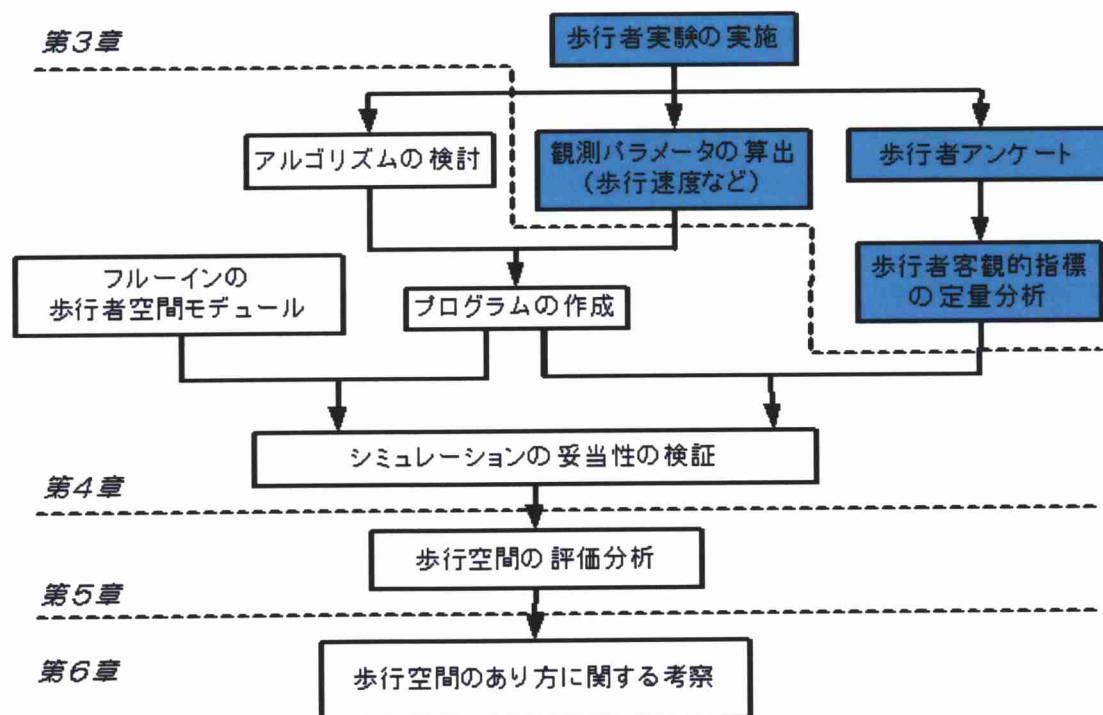 第3章
歩行者実験の実施
アルゴリズムの検討
観測パラメータの算出
(歩行速度など)
歩行者アンケート
フルーインの
歩行者空間モデュール
プログラムの作成
歩行者客観的指標
の定量分析
シミュレーションの妥当性の検証
第4章
歩行空間の評価分析
第5章
第6章
歩行空間のあり方に関する考察